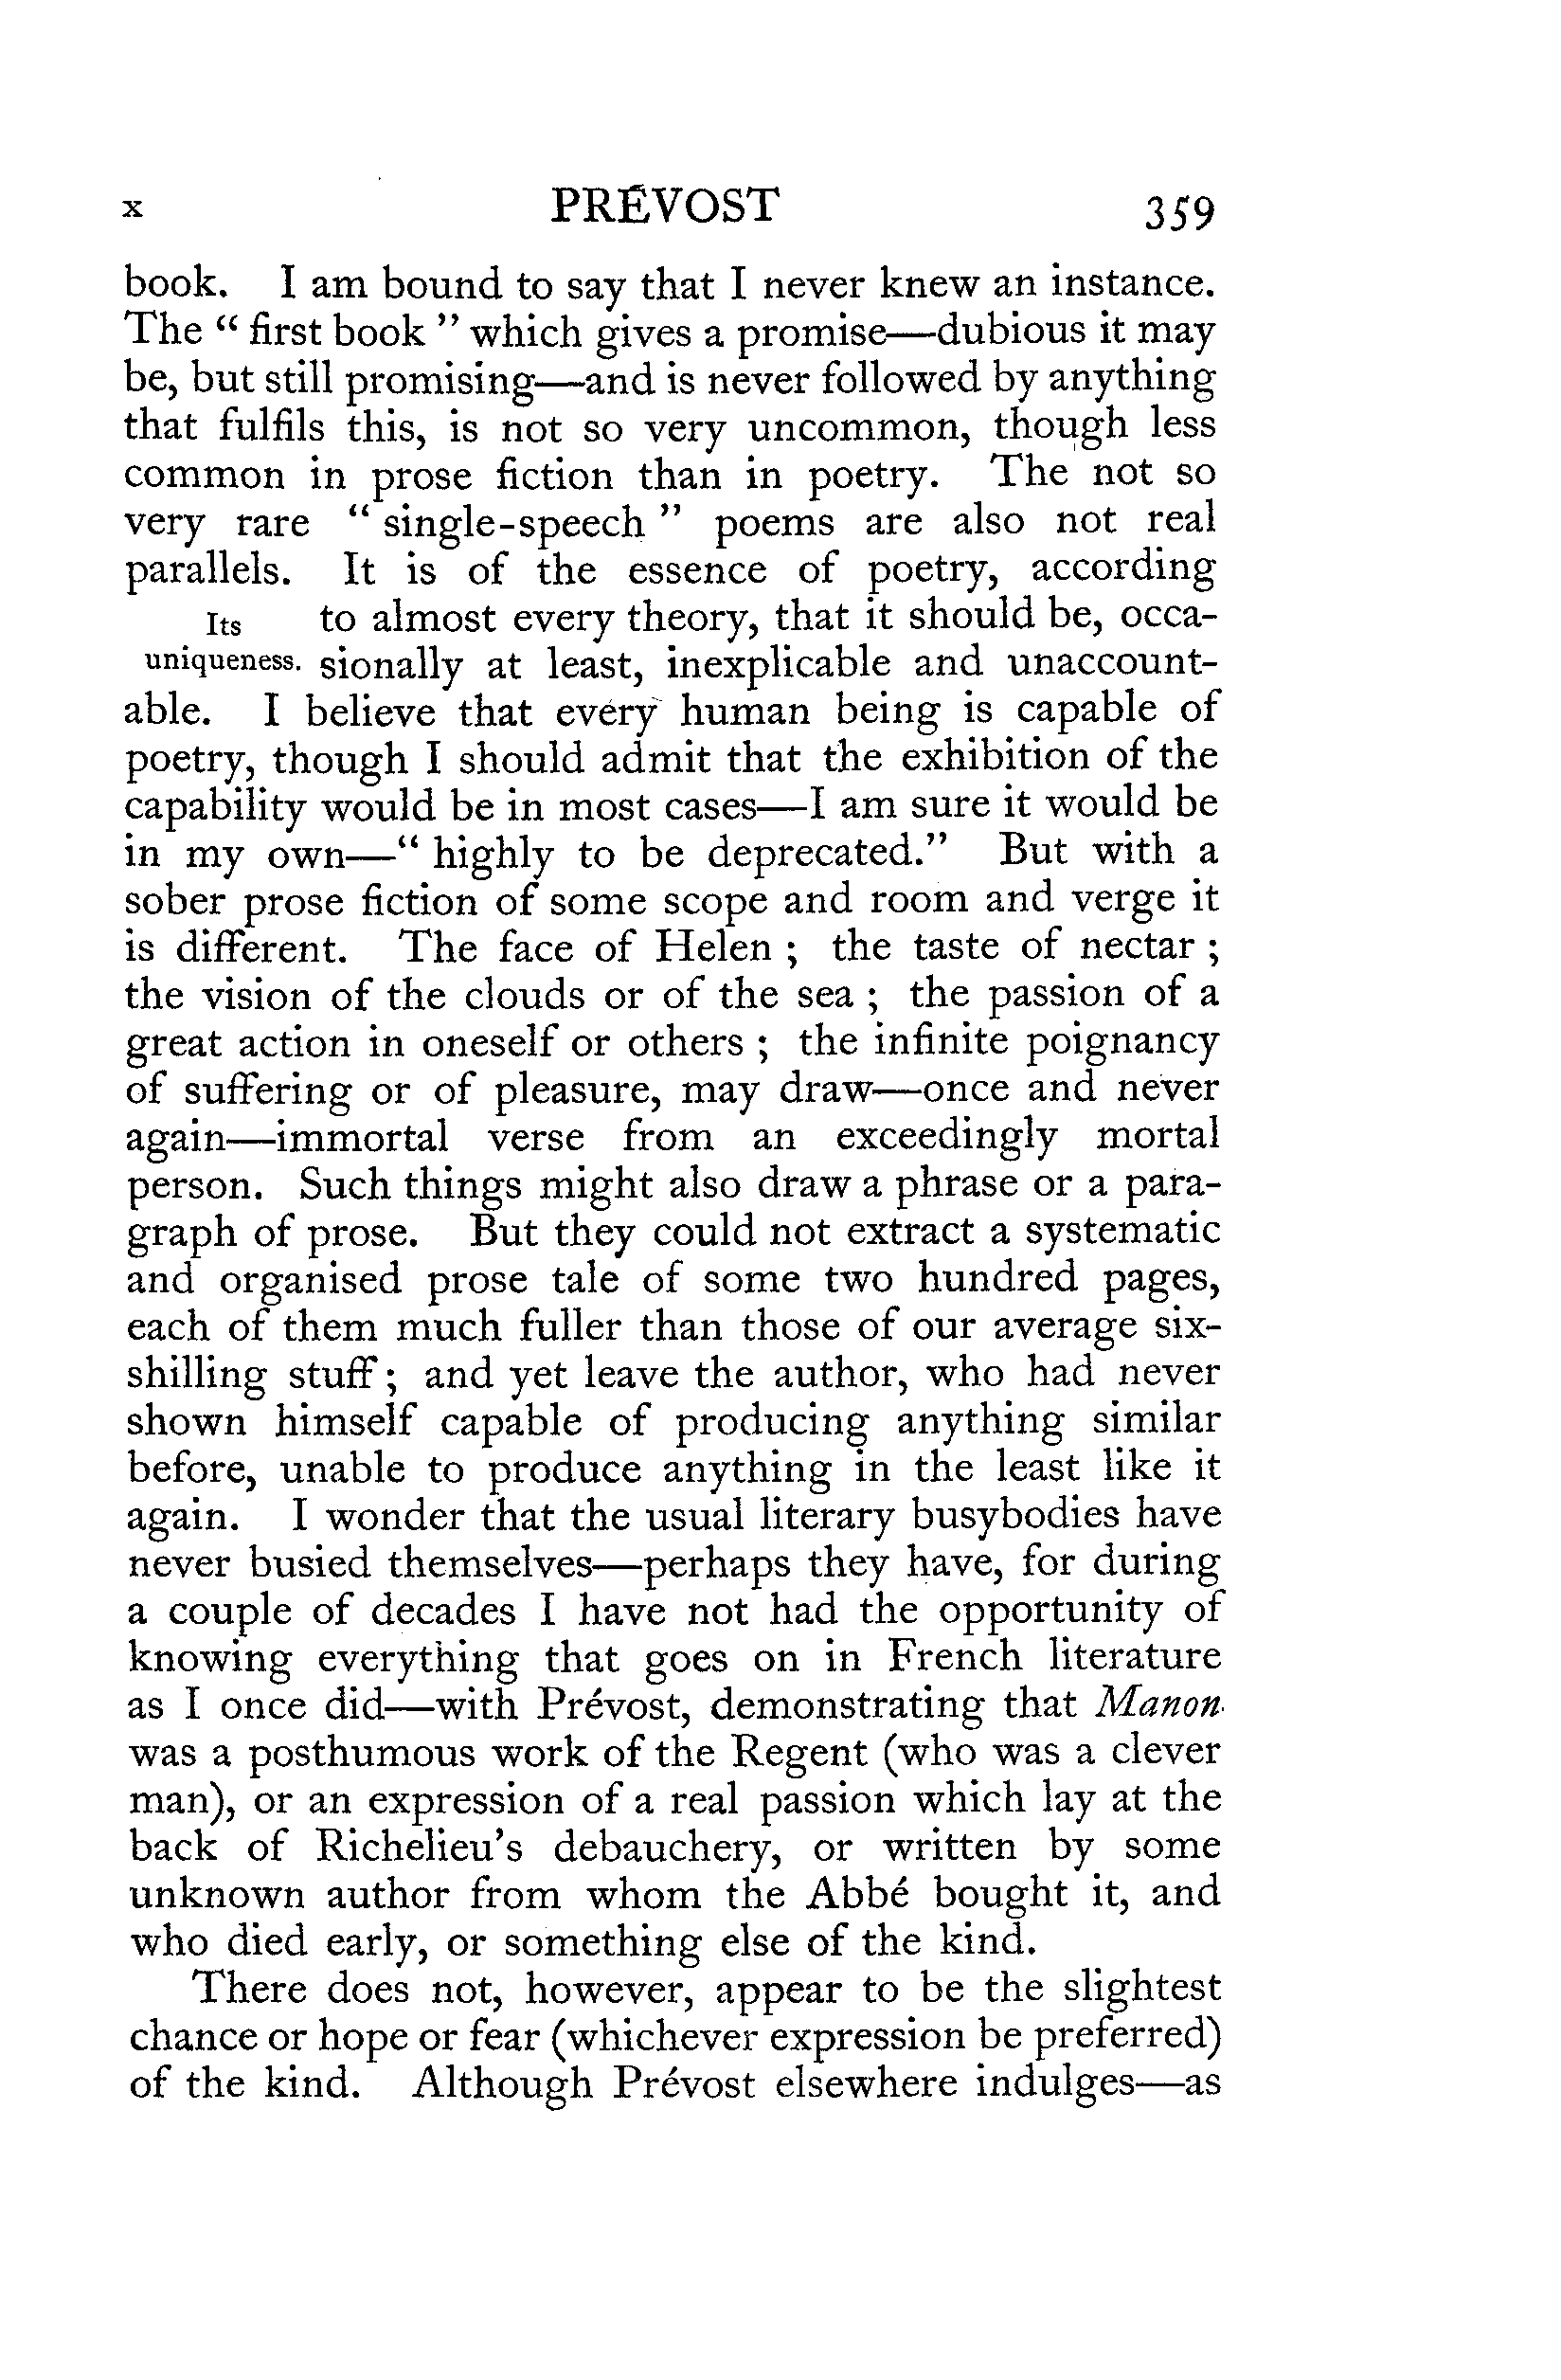 x PRÉVOST 359
book. I am bound to say that I never knew an instance.
The “ first book ” which gives a promise—dubious it may
be, but still promising—and is never followed by anything
that fulfils this, is not so very uncommon, though less
common in prose fiction than in poetry. The not so
very rare “ single-speech ” poems are also not real
parallels. It is of the essence of poetry, according
Its to almost every theory, that it should be, occa-
uniqueness. sionally at least, inexplicable and unaccount-
able. I believe that every human being is capable of
poetry, though I should admit that the exhibition of the
capability would be in most cases—I am sure it would be
in my own—“ highly to be deprecated.” But with a
sober prose fiction of some scope and room and verge it
is different. The face of Helen ; the taste of nectar ;
the vision of the clouds or of the sea ; the passion of a
great action in oneself or others ; the infinite poignancy
of suffering or of pleasure, may draw—once and never
again—immortal verse from an exceedingly mortal
person. Such things might also draw a phrase or a para-
graph of prose. But they could not extract a systematic
and organised prose tale of some two hundred pages,
each of them much fuller than those of our average six-
shilling stuff ; and yet leave the author, who had never
shown himself capable of producing anything similar
before, unable to produce anything in the least like it
again. I wonder that the usual literary busybodies have
never busied themselves—perhaps they have, for during
a couple of decades I have not had the opportunity of
knowing everything that goes on in French literature
as I once did—with Prévost, demonstrating that Manon
was a posthumous work of the Regent (who was a clever
man), or an expression of a real passion which lay at the
back of Richelieu’s debauchery, or written by some
unknown author from whom the Abbé bought it, and
who died early, or something else of the kind.
There does not, however, appear to be the slightest
chance or hope or fear (whichever expression be preferred)
of the kind. Although Prévost elsewhere indulges—as